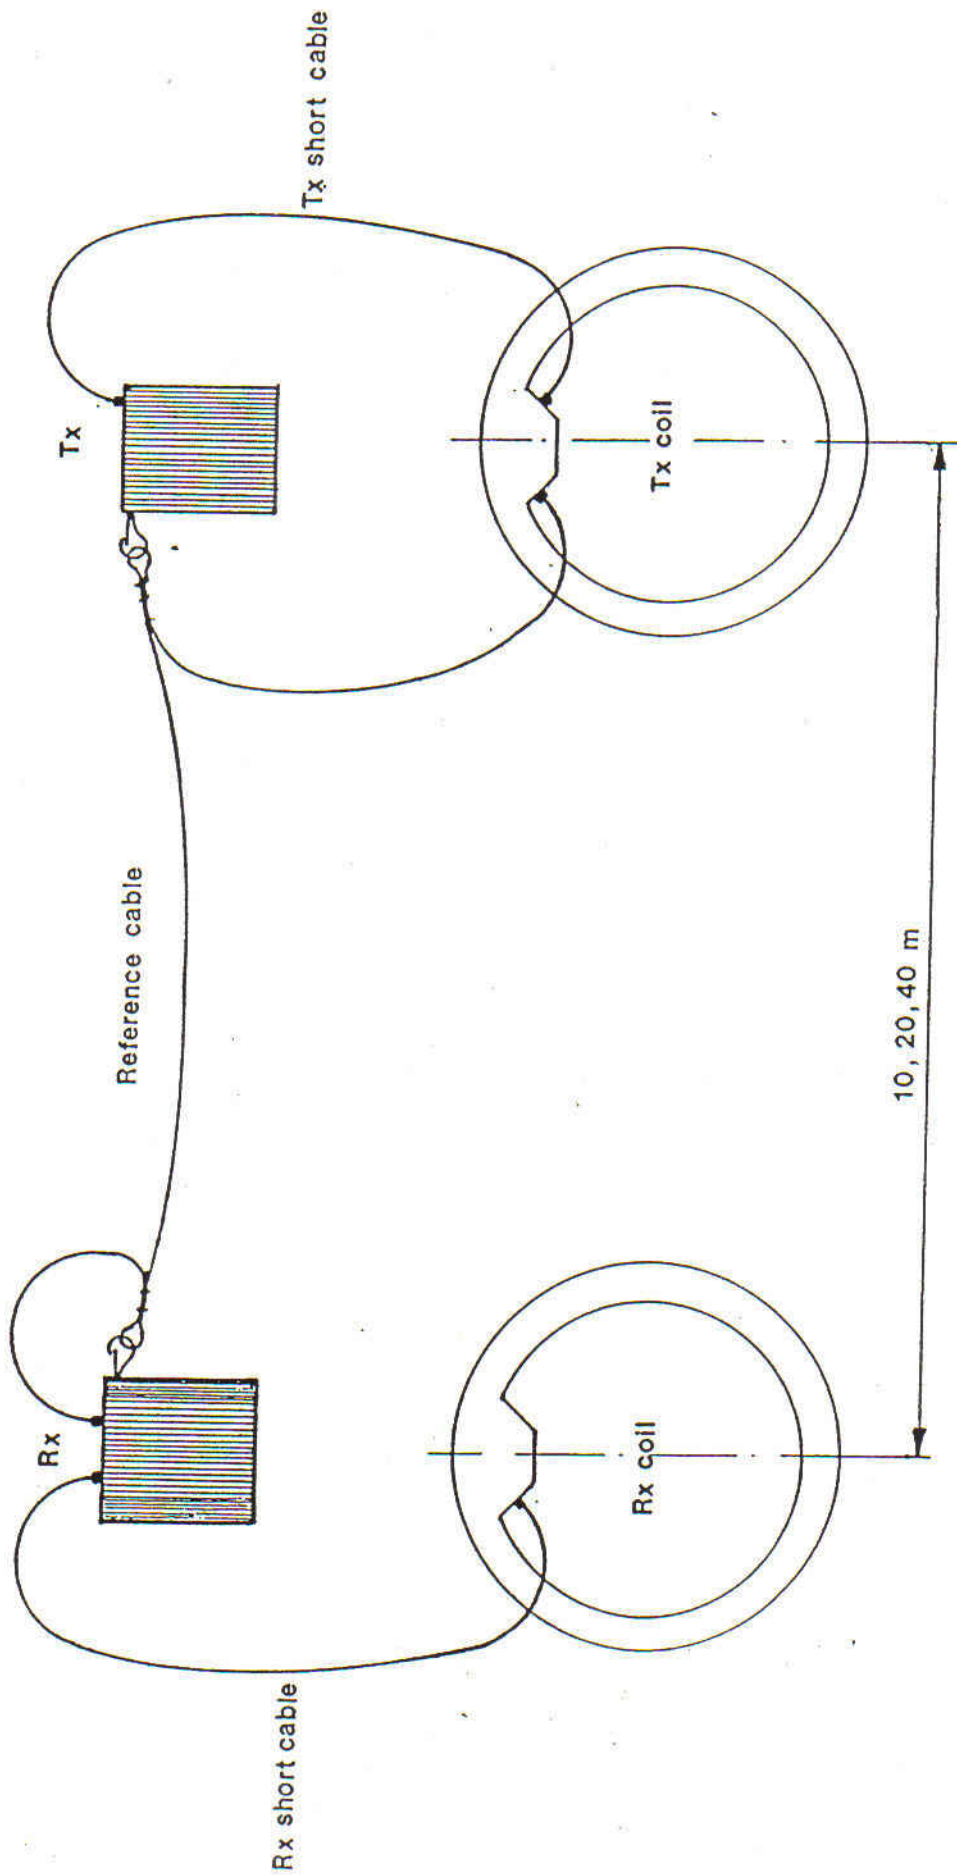 Rx short cable
Rx
Reference cable
Tx
Tx short cable
Rx coil
Tx coil
10, 20, 40 m